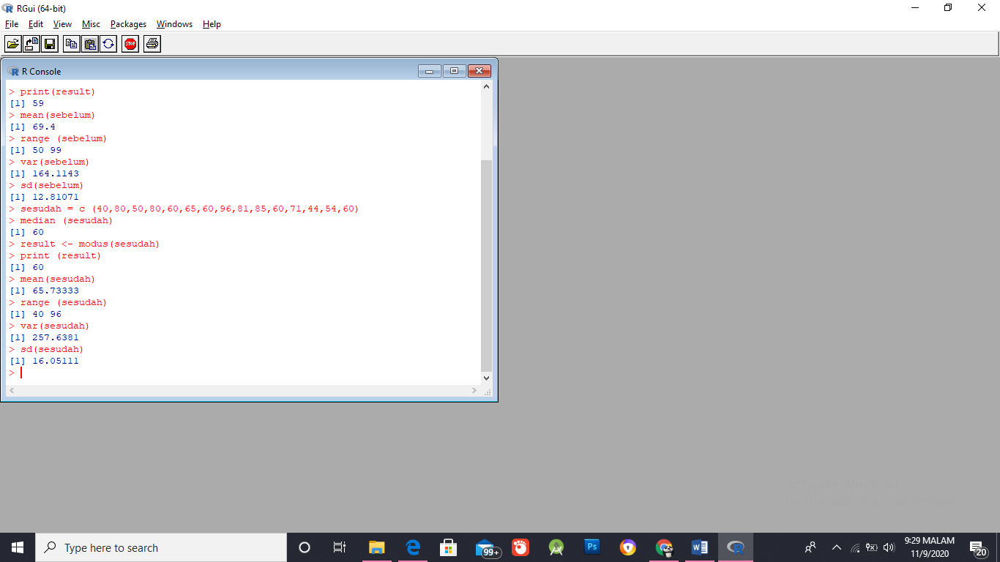 RGui (64-bit)
File Edit View Misc Packages Windows Help
STOP
R Console
> print(result)
[1] 59
> mean(sebelum)
[1] 69.4
> range (sebelum)
[1] 50 99
> var(sebelum)
[1] 164.1143
> sd(sebelum)
[1] 12.81071
> sesudah = c (40,80,50,80,60,65,60,96,81,85,60,71,44,54,60)
> median (sesudah)
[1] 60
> result <- modus(sesudah)
> print (result)
[1] 60
> mean(sesudah)
[1] 65.73333
> range (sesudah)
[1] 40 96
> var(sesudah)
[1] 257.6381
> sd(sesudah)
[1] 16.05111
>
Type here to search
99+
Ps
9:29 MALAM
11/9/2020
20